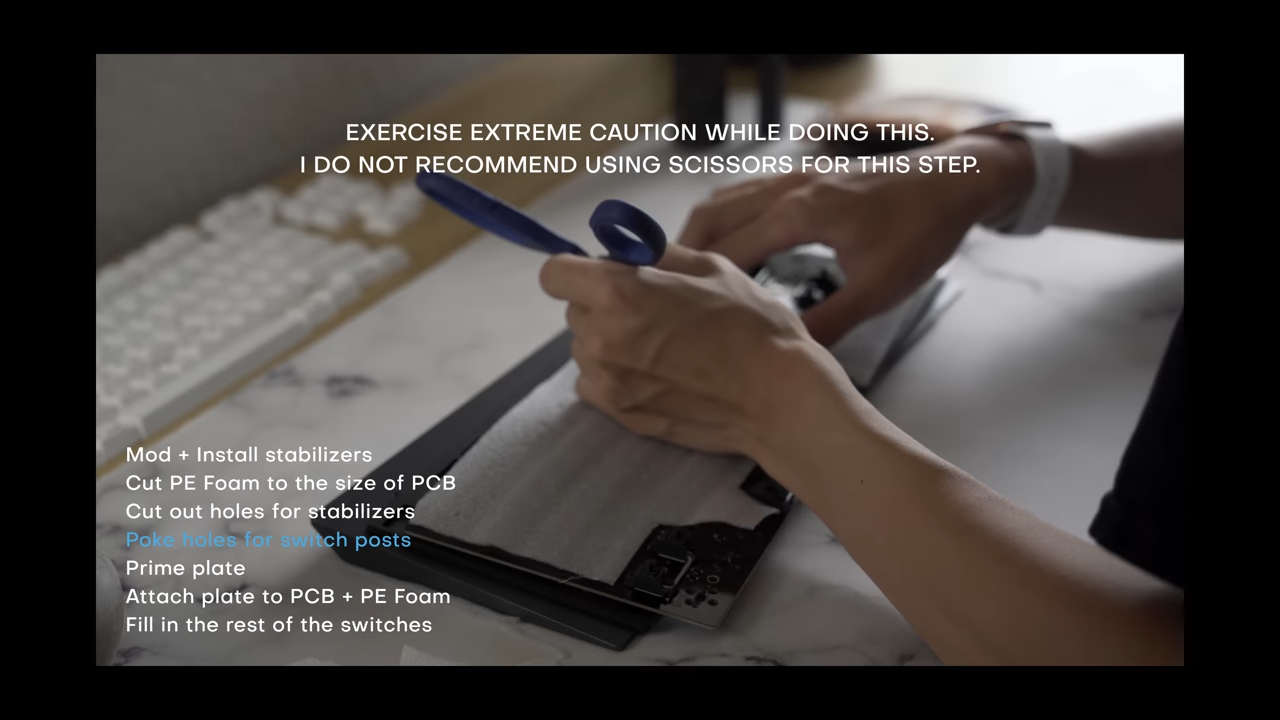 EXERCISE EXTREME CAUTION WHILE DOING THIS.
I DO NOT RECOMMEND USING SCISSORS FOR THIS STEP.
Mod + Install stabilizers
Cut PE Foam to the size of PCB
Cut out holes for stabilizers
Poke holes for switch posts
Prime plate
Attach plate to PCB + PE Foam
Fill in the rest of the switches